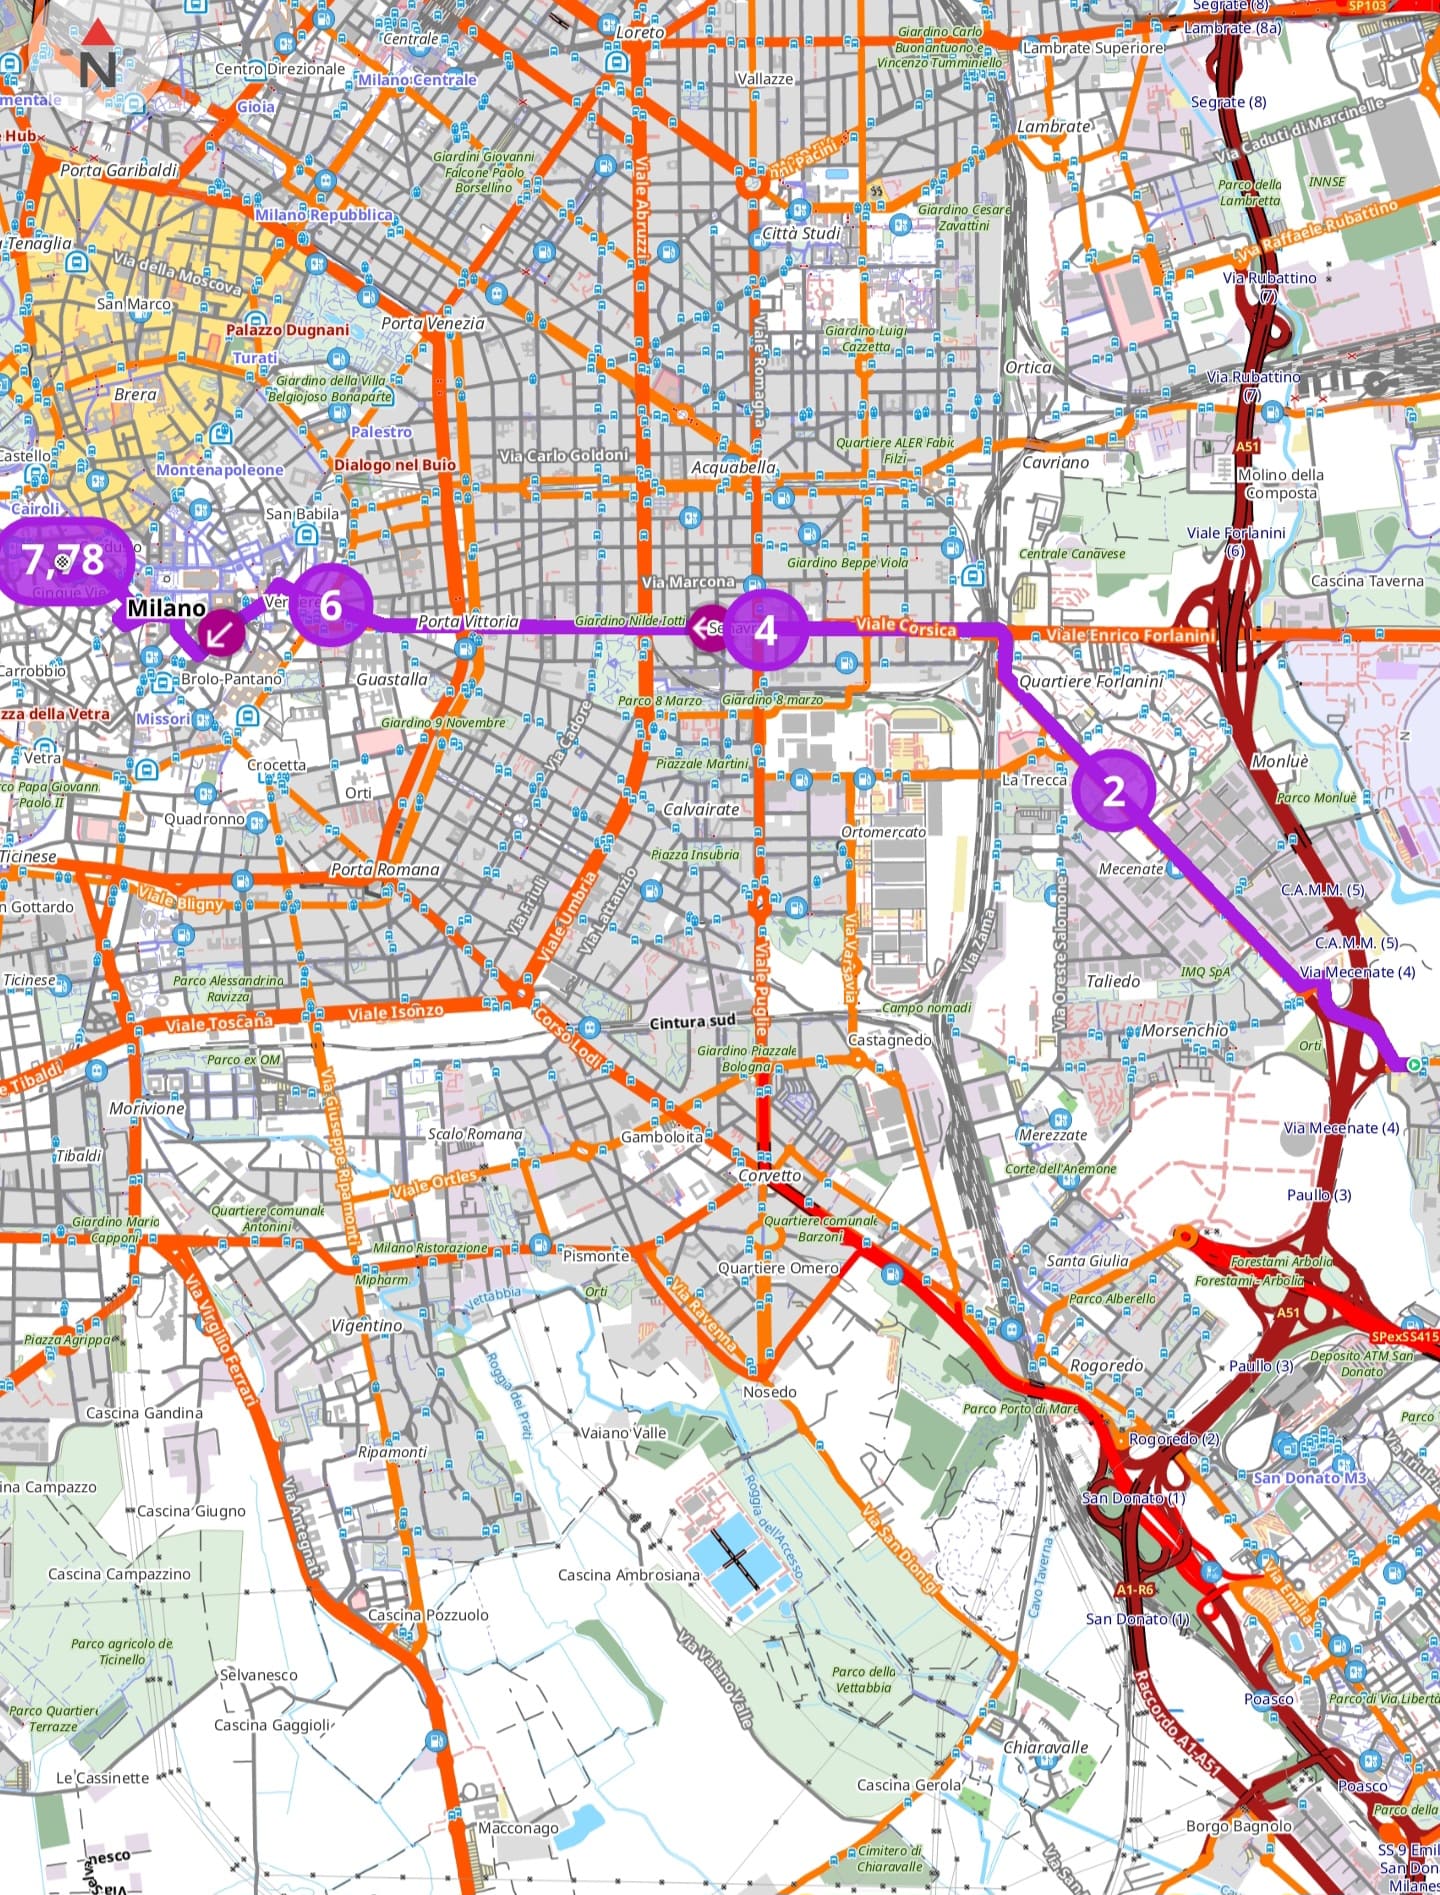 Segrate (8)
SP103
Lambrate (8a)
Loreto
Giardino Carlo
Buonantuono e
Vincenzo Tumminiello
Centrale
Lambrate Superiore
N
Centro Direzionale
Milano Centrale
Vallazze
Gioia
Segrate (8)
Via Caduti di Marcinelle
Hub
Lambrate
Pacini
Porta Garibaldi
Giardini Giovanni
Falcone Paolo
Borsellino
Viale Abruzzi
Parco della
Lambretta
INNSE
Milano Repubblica
Giardino Cesare
Zavattini
Via Raffaele Rubattino
a Tenaglia
Città Studi
Via della Moscova
Via Rubattino
(7)
San Marco
Palazzo Dugnani
Porta Venezia
Viale Romagna
Giardino Luigi
Cazzetta
Turati
Ortica
Brera
Giardino della Villa
Belgiojoso Bonaparte
Via Rubattino
(7)
Palestro
Castello
Montenapoleone
Dialogo nel Buio
Via Carlo Goldoni
Acquabella
Quartiere ALER Fabio
Filzi
A51
Cavriano
Molino della
Composta
Cairoli
San Babila
Viale Forlanini
(6)
7,78
Cinque Vie
Centrale Canavese
Giardino Beppe Viola
Via Marcona
Cascina Taverna
Milano
6
Porta Vittoria
Giardino Nilde Iotti
4
Viale Corsica
Viale Enrico Forlanini
Carrobbio
Brolo-Pantano
Guastalla
Quartiere Forlanini
Parco 8 Marzo
Giardino 8 marzo
zza della Vetra
Missori
Giardino 9 Novembre
Via Cadore
Vetra
Crocetta
Piazzale Martini
Monluè
rco Papa Giovanni
Paolo II
Orti
La Trecca
2
Parco Monluè
Quadronno
Calvairate
Ortomercato
Ticinese
Porta Romana
Piazza Insubria
Mecenate
C.A.M.M. (5)
Viale Bligny
n Gottardo
Via Friuli
Viale Umbria
Via Lattanzio
Viale Puglie
Via Varsavia
Via Zama
Via Oreste Salomone
C.A.M.M. (5)
Ticinese
Parco Alessandrina
Ravizza
Taliedo
IMQ SpA
Via Mecenate (4)
Viale Toscana
Viale Isonzo
Corso Lodi
Cintura sud
Campo nomadi
Morsenchio
Castagnedo
Orti
e Tibaldi
Parco ex OM
Giardino Piazzale
Bologna
Morivione
Via Giuseppe Ripamonti
Scalo Romana
Gamboloita
Merezzate
Via Mecenate (4)
Tibaldi
Corte dell'Anemone
Viale Ortles
Corvetto
Paullo (3)
Giardino Mario
Capponi
Quartiere comunale
Antonini
Quartiere comunale
Barzoni
Milano Ristorazione
Pismonte
Quartiere Omero
Santa Giulia
Forestami Arbolia
Forestami - Arbolia
Mipharm
Vettabbia
Orti
Parco Alberello
A51
Via Virgilio Ferrari
Vigentino
Via Ravenna
SPexSS415
Piazza Agrippa
Roggia dei Prati
Rogoredo
Paullo (3)
Deposito ATM San
Donato
Nosedo
Cascina Gandina
Parco Porto di Mare
Parco
Vaiano Valle
Rogoredo (2)
Ripamonti
San Donato M3
ina Campazzo
Cascina Giugno
Roggia dell'Accesso
San Donato (1)
Via Antegnati
Via San Dionigi
Cavo Taverna
Cascina Campazzino
Cascina Ambrosiana
A1-R6
Via Emilia
Cascina Pozzuolo
San Donato (1)
Parco agricolo de
Ticinello
Via Vaiano Valle
Selvanesco
Parco della
Vettabbia
Raccordo A1-A51
Poasco
Parco di Via Libertà
Parco Quartiere
Terrazze
Cascina Gaggioli
Chiaravalle
Le Cassinette
Cascina Gerola
Poasco
Parco della
Macconago
Borgo Bagnolo
Cimitero di
Chiaravalle
nesco
SS 9 Emil
San Don
Milanes